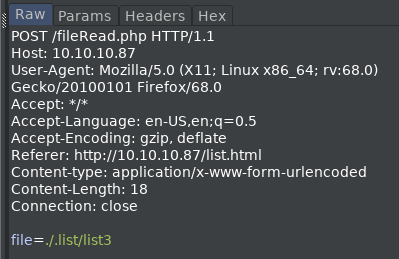 Raw Params Headers Hex
POST /fileRead.php HTTP/1.1
Host: 10.10.10.87
User-Agent: Mozilla/5.0 (X11; Linux x86_64; rv:68.0)
Gecko/20100101 Firefox/68.0
Accept: */*
Accept-Language: en-US,en;q=0.5
Accept-Encoding: gzip, deflate
Referer: http://10.10.10.87/list.html
Content-type: application/x-www-form-urlencoded
Content-Length: 18
Connection: close
file=./.list/list3